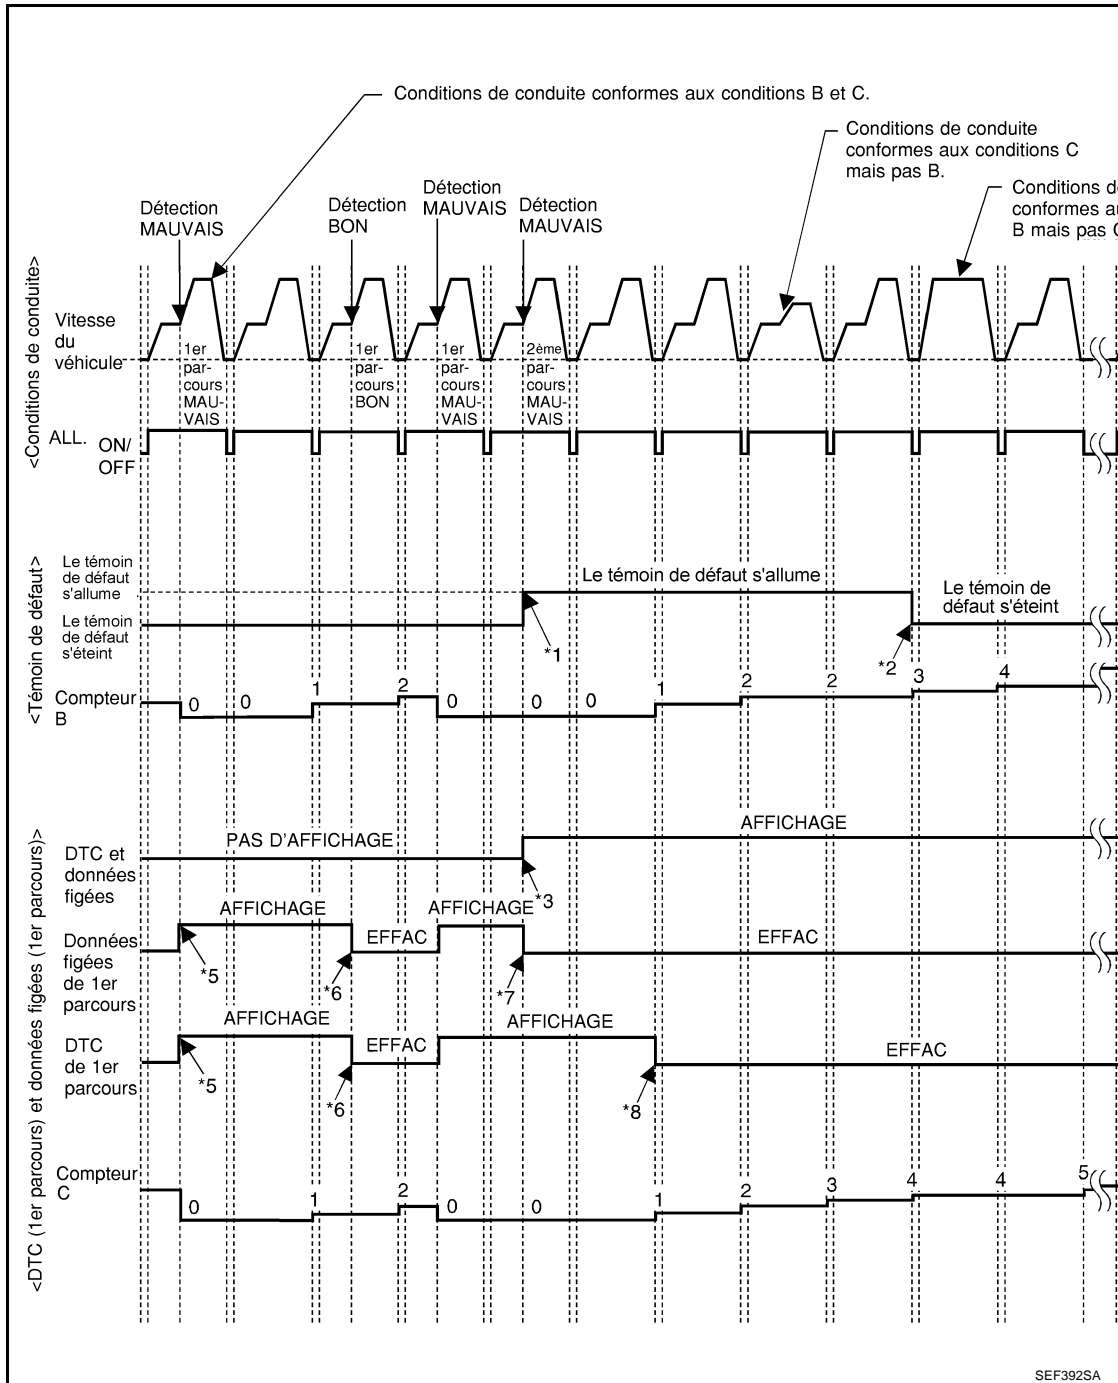 Conditions de conduite conformes aux conditions B et C.
Conditions de conduite
conformes aux conditions C
mais pas B.
Conditions de
conformes au
B mais pas C
Détection
MAUVAIS
Détection
BON
Détection
MAUVAIS
Détection
MAUVAIS
<Conditions de conduite>
Vitesse
du
véhicule
1er
par-
cours
MAU-
VAIS
1er
par-
cours
BON
1er
par-
cours
MAU-
VAIS
2ème
par-
cours
MAU-
VAIS
ALL.
ON/
OFF
<Témoin de défaut>
Le témoin
de défaut
s'allume
Le témoin de défaut s'allume
Le témoin de
défaut s'éteint
Le témoin
de défaut
s'éteint
*1
*2
Compteur
B
0 0 1 2 0 0 0 1 2 2 3 4
<DTC (1er parcours) et données figées (1er parcours)>
PAS D'AFFICHAGE
AFFICHAGE
DTC et
données
figées
*3
AFFICHAGE
AFFICHAGE
Données
figées
de 1er
parcours
EFFAC
EFFAC
*5
*6
*7
AFFICHAGE
AFFICHAGE
DTC
de 1er
parcours
EFFAC
EFFAC
*5
*6
*8
Compteur
C
0 1 2 0 0 1 2 3 4 4 5
SEF392SA